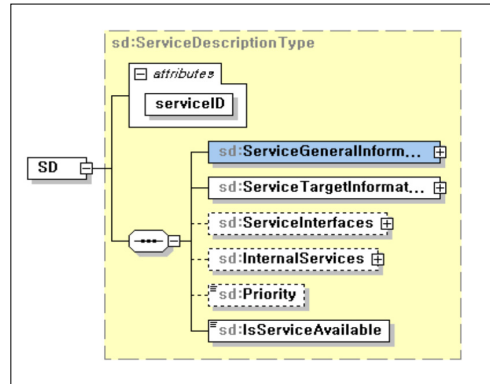 sd:ServiceDescriptionType
attributes
serviceID
SD
sd:ServiceGeneralInform...
sd:ServiceTargetInformat...
sd:ServiceInterfaces
sd:InternalServices
sd:Priority
sd:IsServiceAvailable